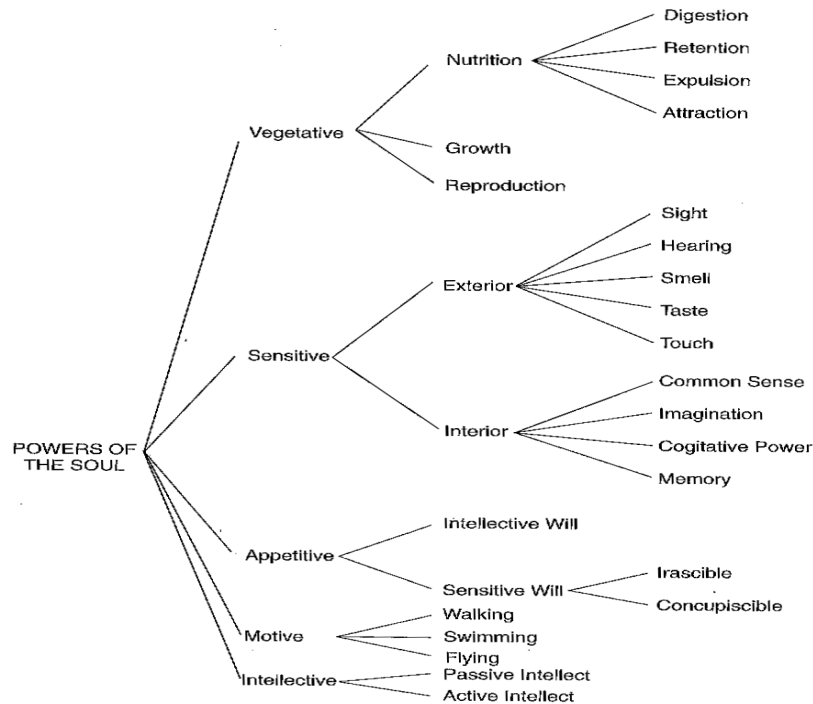 Digestion
Retention
Nutrition
Expulsion
Attraction
Vegetative
Growth
Reproduction
Sight
Hearing
Exterior
Smell
Taste
Touch
Sensitive
Common Sense
Imagination
Interior
Cogitative Power
Memory
POWERS OF
THE SOUL
Intellective Will
Appetitive
Irascible
Sensitive Will
Concupiscible
Walking
Motive
Swimming
Flying
Intellective
Passive Intellect
Active Intellect